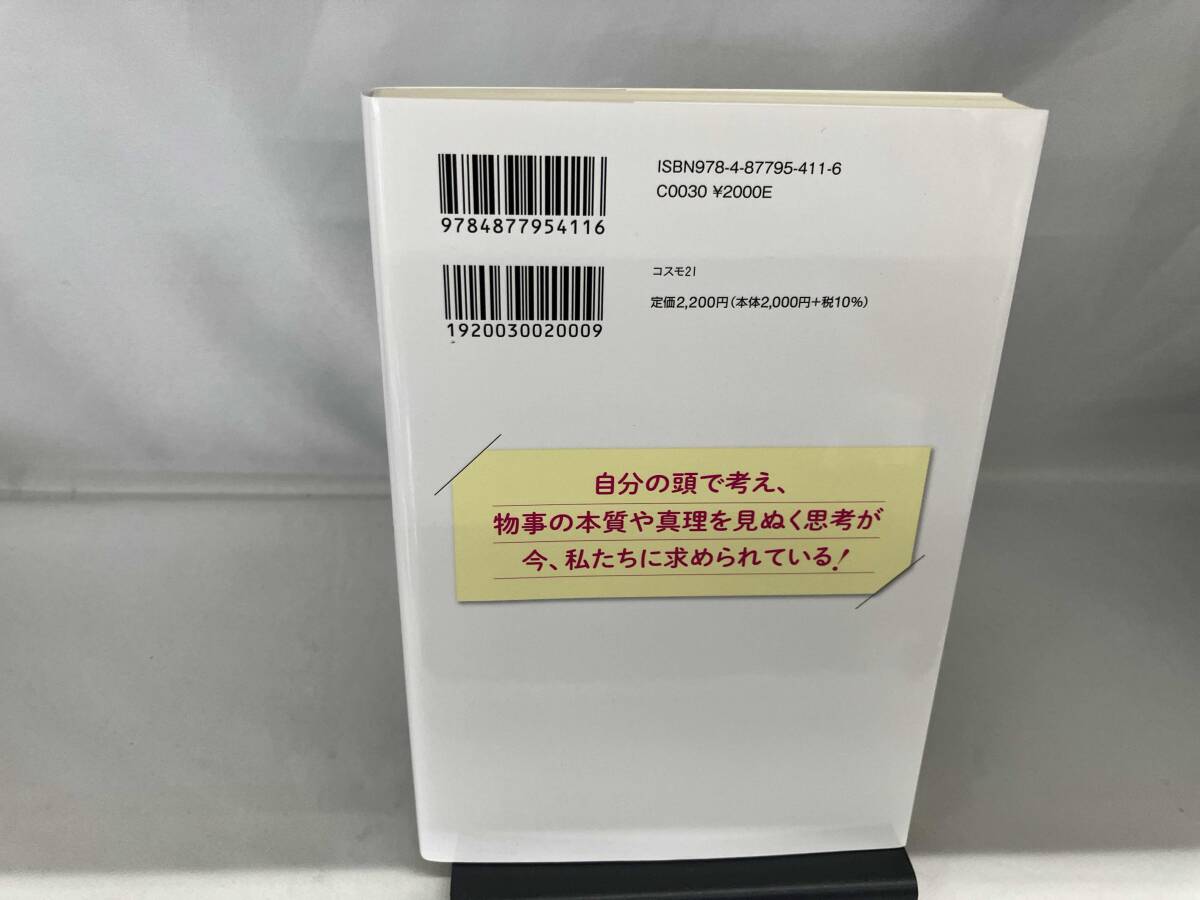 ISBN978-4-87795-411-6
C0030 ¥2000E
9784877954116
コスモ21
定価2,200円(本体2,000円+税10%)
1920030020009
自分の頭で考え、
物事の本質や真理を見ぬく思考が
今、私たちに求められている!